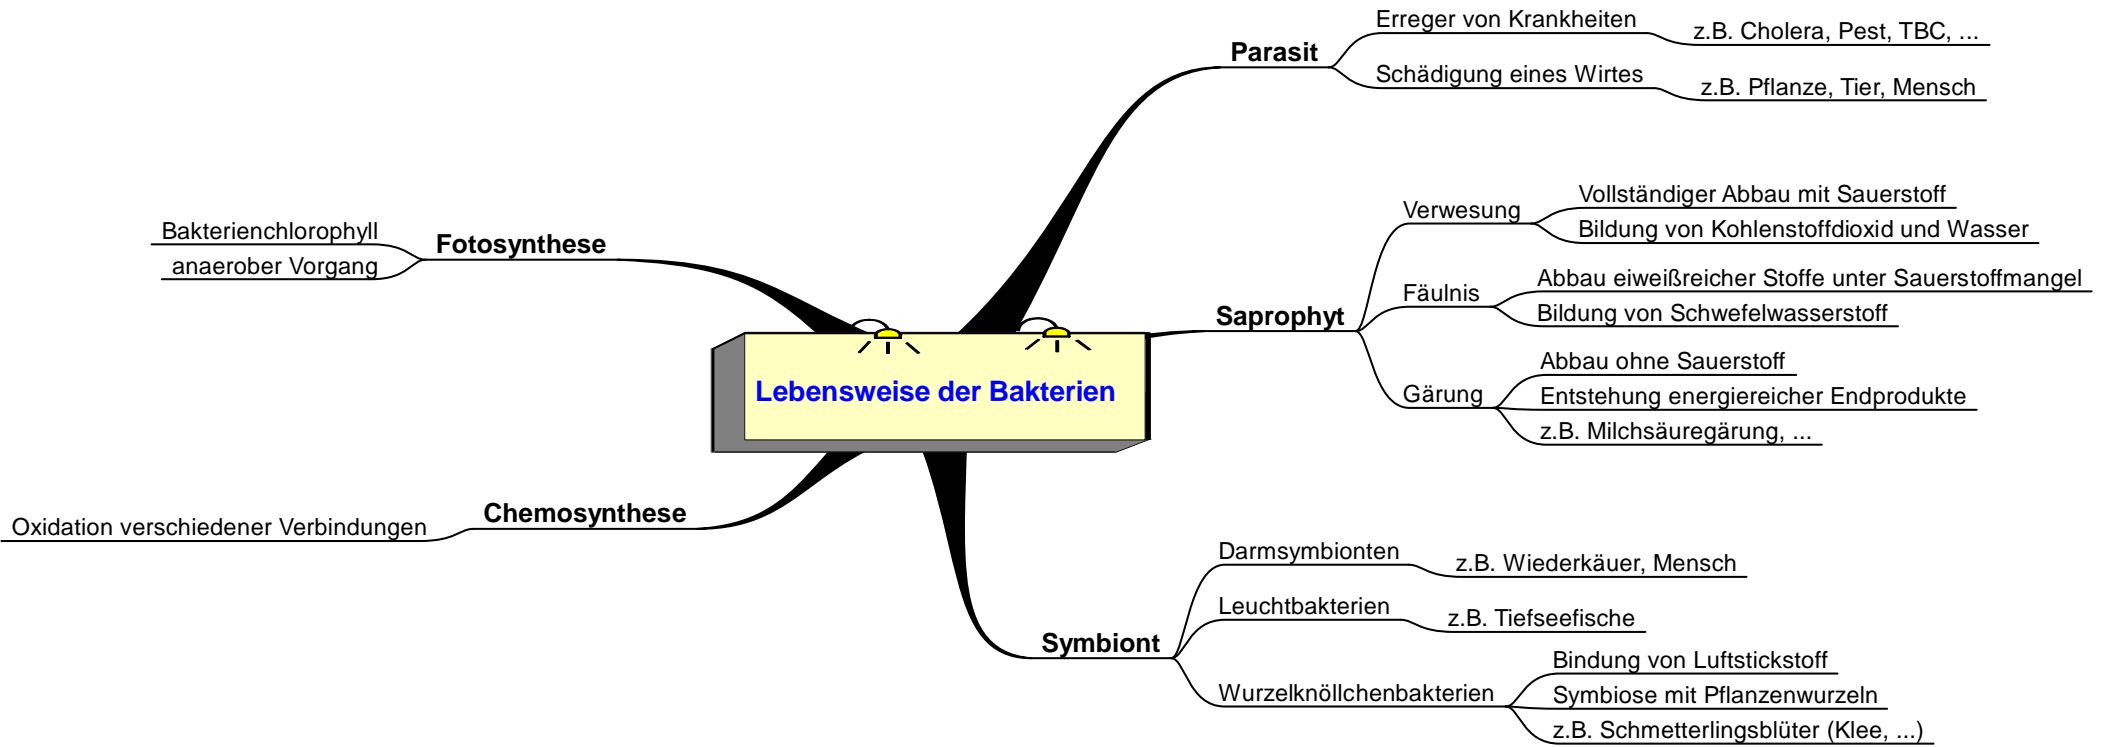 Lebensweise der Bakterien
Parasit
Erreger von Krankheiten
z.B. Cholera, Pest, TBC, ...
Schädigung eines Wirtes
z.B. Pflanze, Tier, Mensch
Saprophyt
Verwesung
Vollständiger Abbau mit Sauerstoff
Bildung von Kohlenstoffdioxid und Wasser
Fäulnis
Abbau eiweißreicher Stoffe unter Sauerstoffmangel
Bildung von Schwefelwasserstoff
Gärung
Abbau ohne Sauerstoff
Entstehung energiereicher Endprodukte
z.B. Milchsäuregärung, ...
Symbiont
Darmsymbionten
z.B. Wiederkäuer, Mensch
Leuchtbakterien
z.B. Tiefseefische
Wurzelknöllchenbakterien
Bindung von Luftstickstoff
Symbiose mit Pflanzenwurzeln
z.B. Schmetterlingsblüter (Klee, ...)
Chemosynthese
Oxidation verschiedener Verbindungen
Fotosynthese
Bakterienchlorophyll
anaerober Vorgang